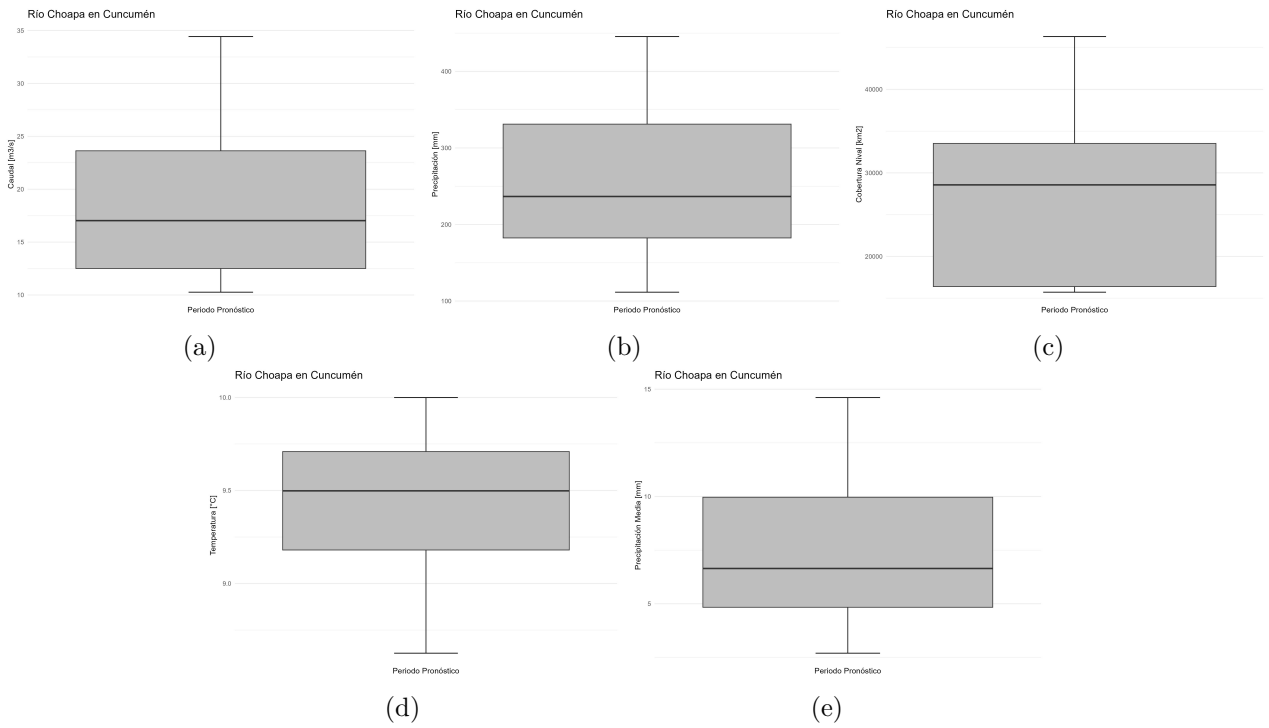 Río Choapa en Cuncumén
Caudal [m3/s]
35
30
25
20
15
10
Periodo Pronóstico
(a)
Río Choapa en Cuncumén
Precipitación [mm]
400
300
200
100
Periodo Pronóstico
(b)
Río Choapa en Cuncumén
Cobertura Nival [km2]
40000
30000
20000
Periodo Pronóstico
(c)
Río Choapa en Cuncumén
Temperatura [°C]
10.0
9.5
9.0
Periodo Pronóstico
(d)
Río Choapa en Cuncumén
Precipitación Media [mm]
15
10
5
Periodo Pronóstico
(e)